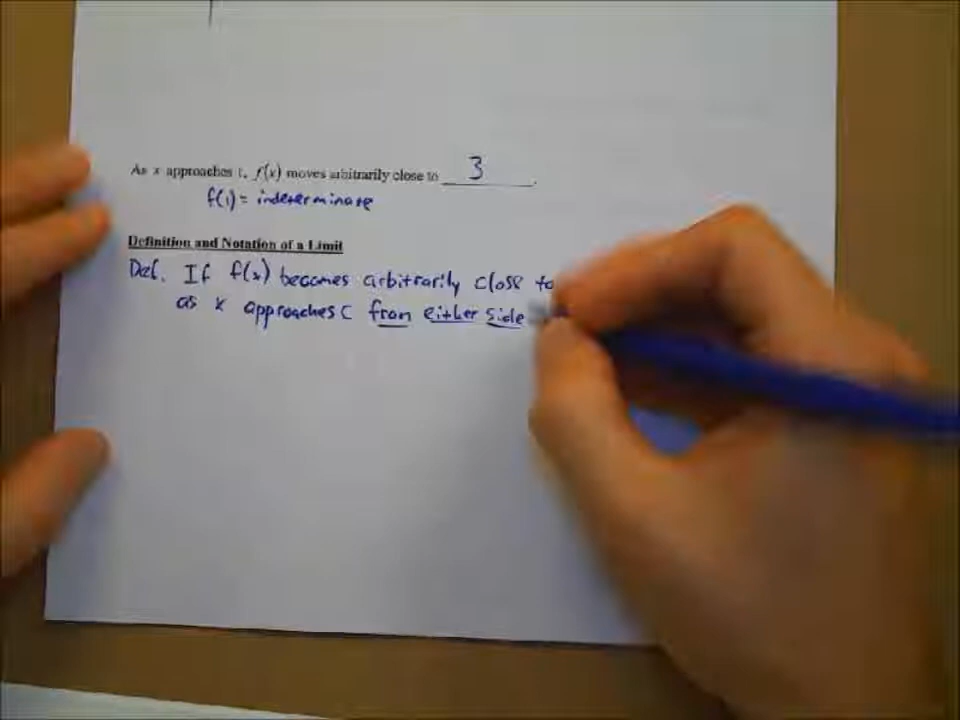 As x approaches 1, f(x) moves arbitrarily close to 3.
f(1) = indeterminate
Definition and Notation of a Limit
Def. If f(x) becomes arbitrarily close to
as x approaches c from either side